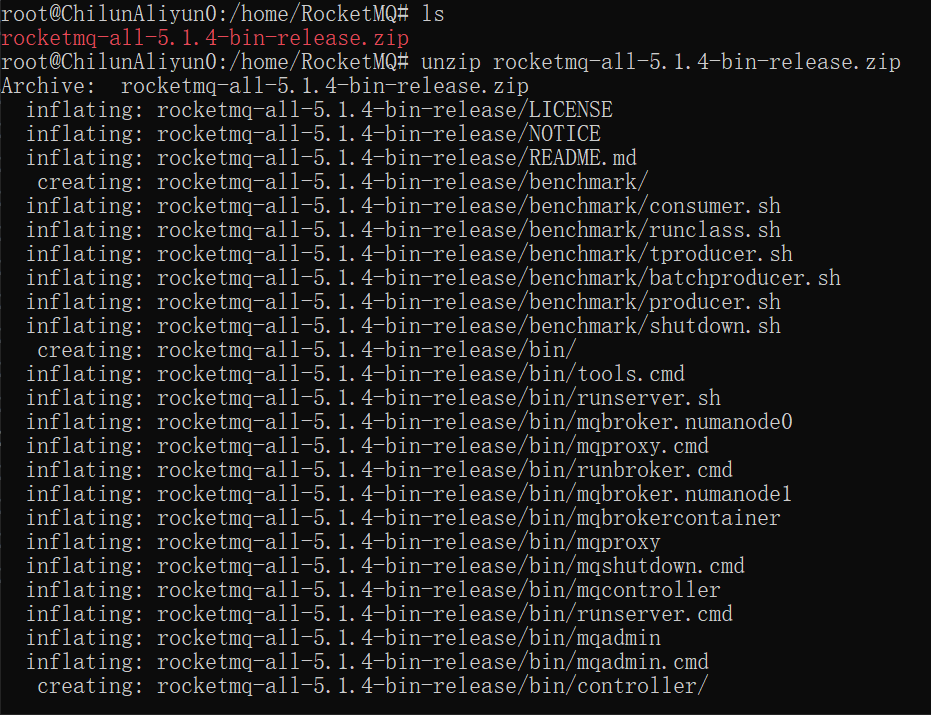 root@ChilunAliyun0:/home/RocketMQ# ls
rocketmq-all-5.1.4-bin-release.zip
root@ChilunAliyun0:/home/RocketMQ# unzip rocketmq-all-5.1.4-bin-release.zip
Archive:  rocketmq-all-5.1.4-bin-release.zip
  inflating: rocketmq-all-5.1.4-bin-release/LICENSE
  inflating: rocketmq-all-5.1.4-bin-release/NOTICE
  inflating: rocketmq-all-5.1.4-bin-release/README.md
   creating: rocketmq-all-5.1.4-bin-release/benchmark/
  inflating: rocketmq-all-5.1.4-bin-release/benchmark/consumer.sh
  inflating: rocketmq-all-5.1.4-bin-release/benchmark/runclass.sh
  inflating: rocketmq-all-5.1.4-bin-release/benchmark/tproducer.sh
  inflating: rocketmq-all-5.1.4-bin-release/benchmark/batchproducer.sh
  inflating: rocketmq-all-5.1.4-bin-release/benchmark/producer.sh
  inflating: rocketmq-all-5.1.4-bin-release/benchmark/shutdown.sh
   creating: rocketmq-all-5.1.4-bin-release/bin/
  inflating: rocketmq-all-5.1.4-bin-release/bin/tools.cmd
  inflating: rocketmq-all-5.1.4-bin-release/bin/runserver.sh
  inflating: rocketmq-all-5.1.4-bin-release/bin/mqbroker.numanode0
  inflating: rocketmq-all-5.1.4-bin-release/bin/mqproxy.cmd
  inflating: rocketmq-all-5.1.4-bin-release/bin/runbroker.cmd
  inflating: rocketmq-all-5.1.4-bin-release/bin/mqbroker.numanode1
  inflating: rocketmq-all-5.1.4-bin-release/bin/mqbrokercontainer
  inflating: rocketmq-all-5.1.4-bin-release/bin/mqproxy
  inflating: rocketmq-all-5.1.4-bin-release/bin/mqshutdown.cmd
  inflating: rocketmq-all-5.1.4-bin-release/bin/mqcontroller
  inflating: rocketmq-all-5.1.4-bin-release/bin/runserver.cmd
  inflating: rocketmq-all-5.1.4-bin-release/bin/mqadmin
  inflating: rocketmq-all-5.1.4-bin-release/bin/mqadmin.cmd
   creating: rocketmq-all-5.1.4-bin-release/bin/controller/